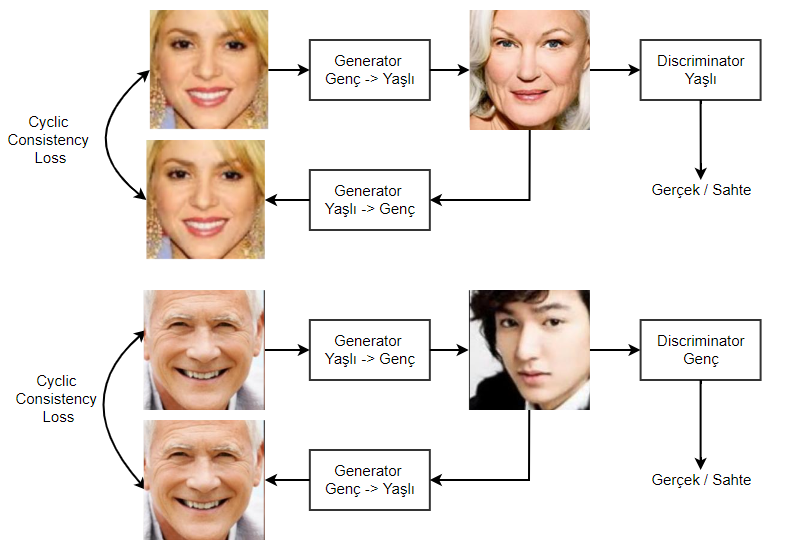 Generator
Genç -> Yaşlı
Discriminator
Yaşlı
Cyclic
Consistency
Loss
Generator
Yaşlı -> Genç
Gerçek / Sahte
Generator
Yaşlı -> Genç
Discriminator
Genç
Cyclic
Consistency
Loss
Generator
Genç -> Yaşlı
Gerçek / Sahte